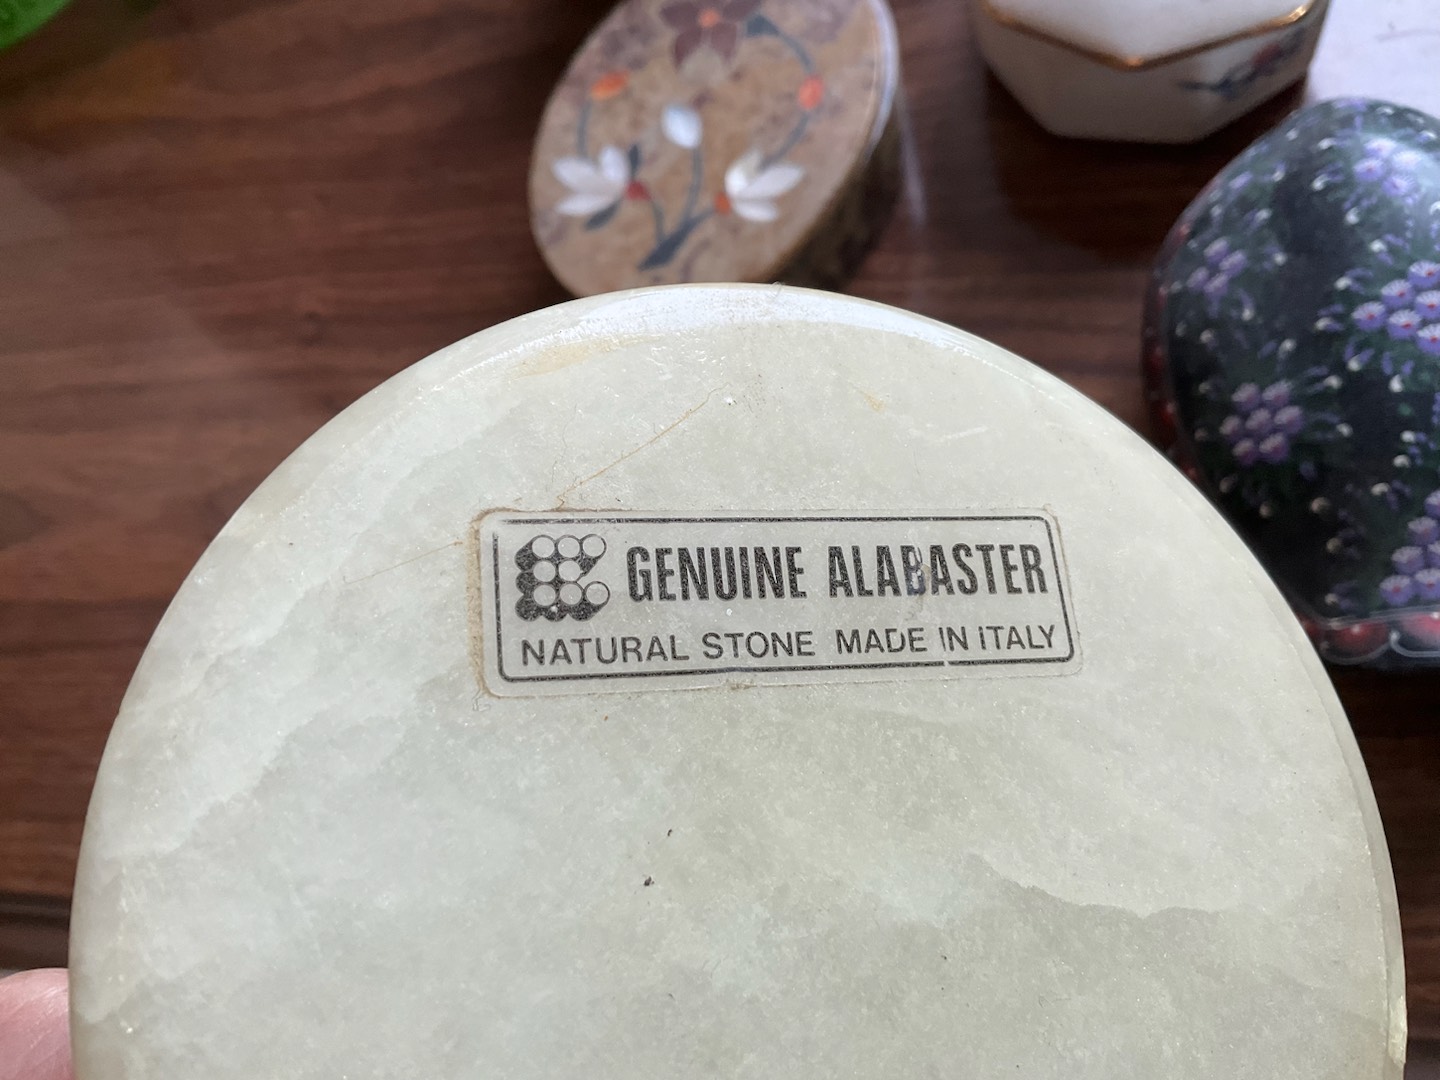 GENUINE ALABASTER
NATURAL STONE MADE IN ITALY